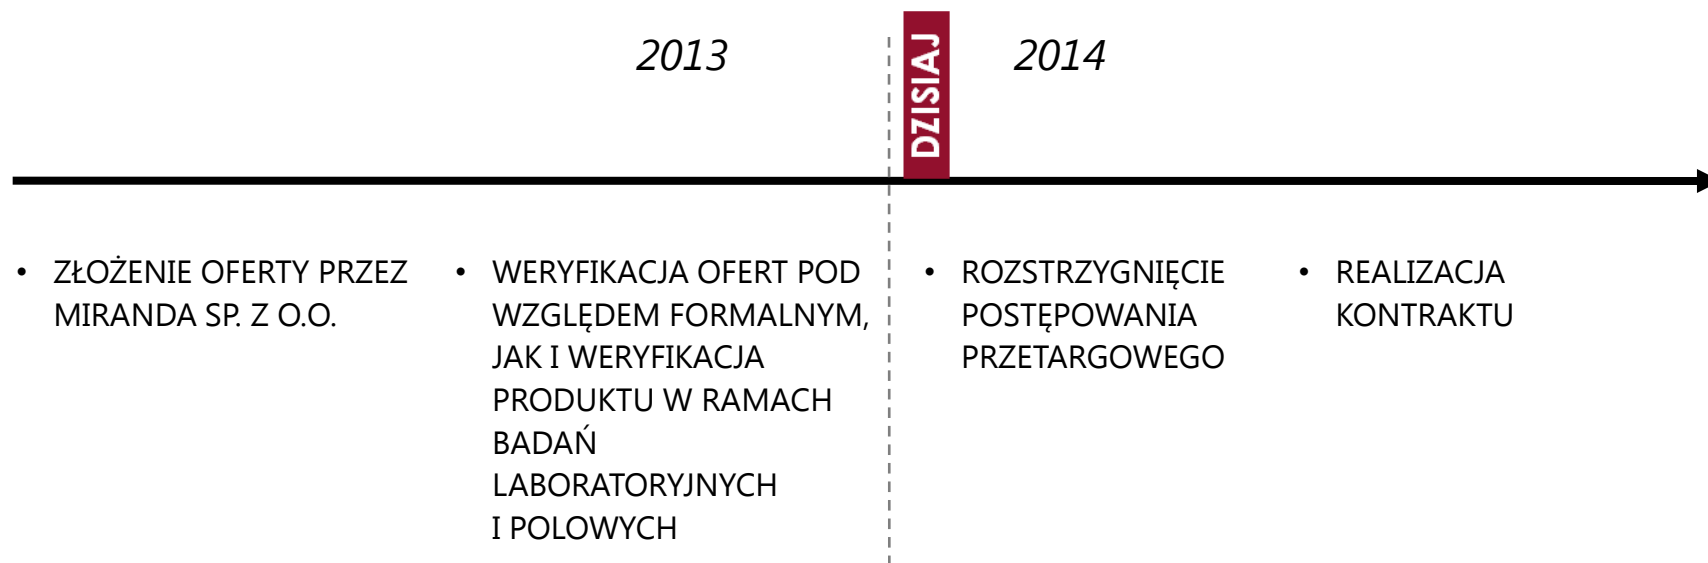 2013
DZISIAJ
2014
• ZŁOŻENIE OFERTY PRZEZ
MIRANDA SP. Z O.O.
• WERYFIKACJA OFERT POD
WZGLĘDEM FORMALNYM,
JAK I WERYFIKACJA
PRODUKTU W RAMACH
BADAŃ
LABORATORYJNYCH
I POLOWYCH
• ROZSTRZYGNIĘCIE
POSTĘPOWANIA
PRZETARGOWEGO
• REALIZACJA
KONTRAKTU